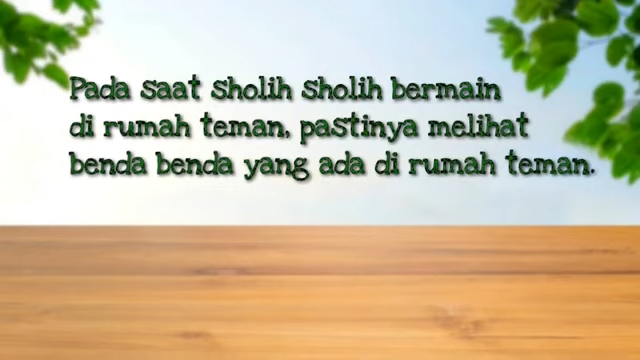 Pada saat sholih sholih bermain
di rumah teman, pastinya melihat
benda benda yang ada di rumah teman.